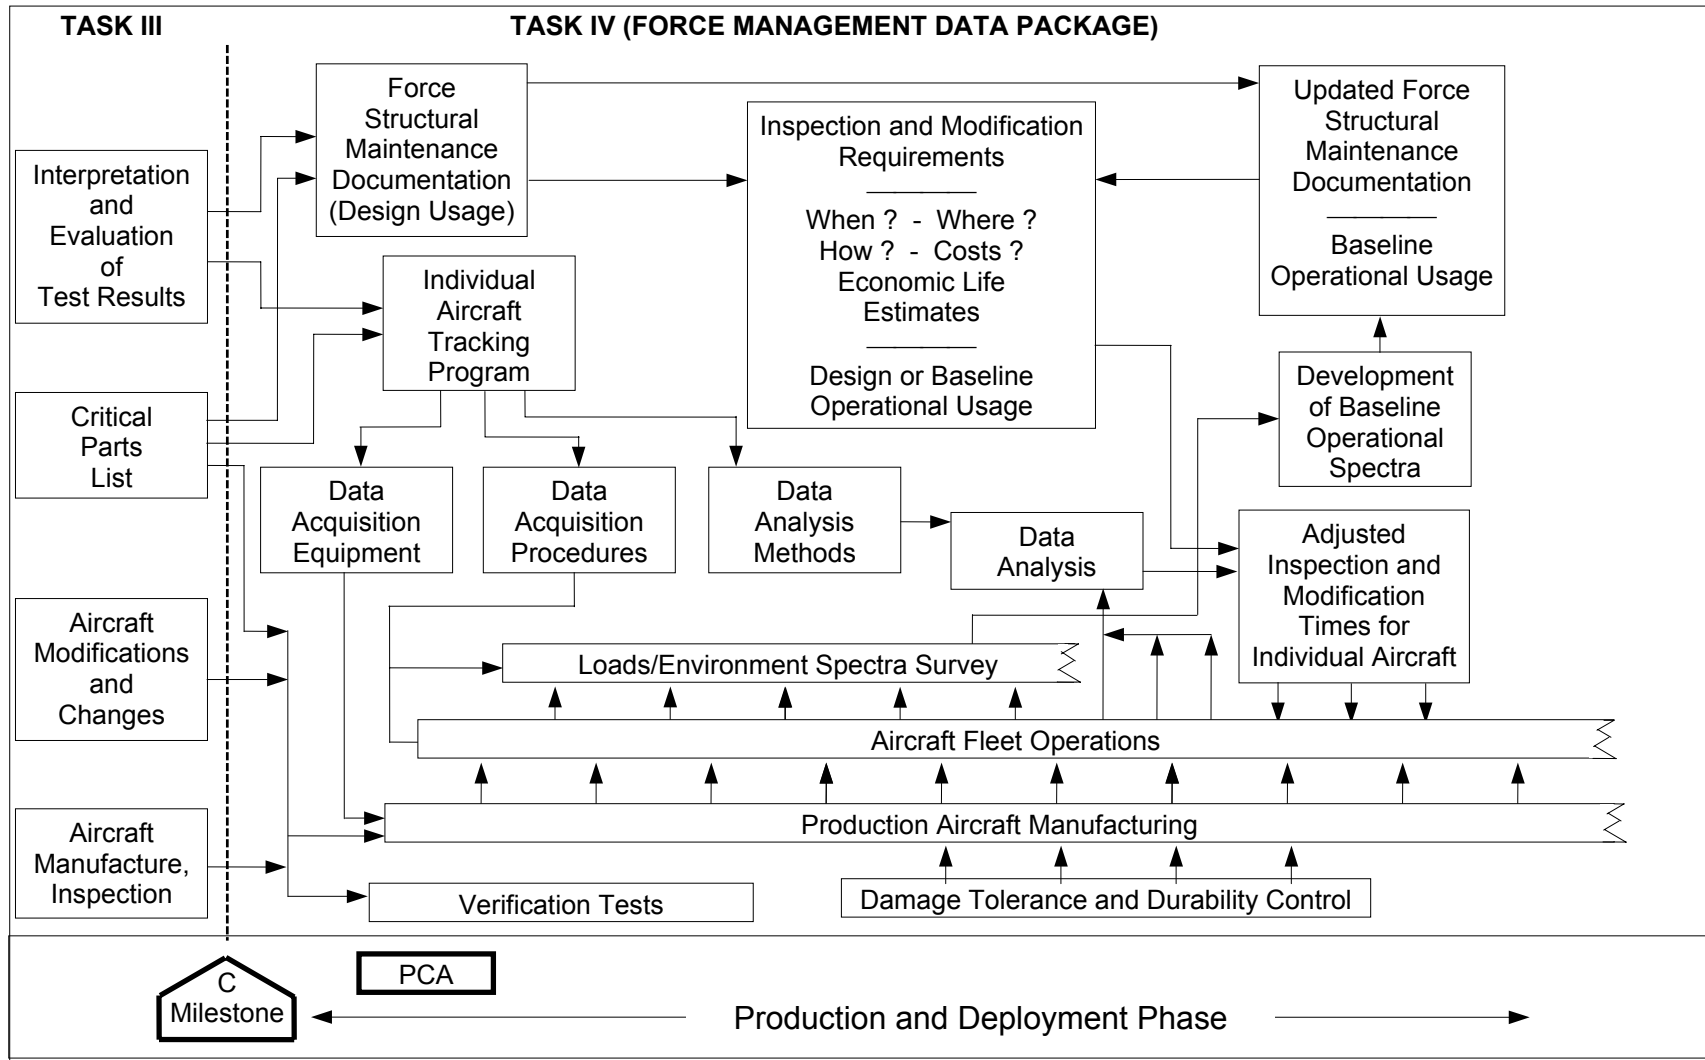 TASK III
TASK IV (FORCE MANAGEMENT DATA PACKAGE)
Interpretation
and
Evaluation
of
Test Results
Critical
Parts
List
Aircraft
Modifications
and
Changes
Aircraft
Manufacture,
Inspection
Force
Structural
Maintenance
Documentation
(Design Usage)
Individual
Aircraft
Tracking
Program
Inspection and Modification
Requirements
When ? - Where ?
How ? - Costs ?
Economic Life
Estimates
Design or Baseline
Operational Usage
Updated Force
Structural
Maintenance
Documentation
Baseline
Operational Usage
Development
of Baseline
Operational
Spectra
Data
Acquisition
Equipment
Data
Acquisition
Procedures
Data
Analysis
Methods
Data
Analysis
Adjusted
Inspection and
Modification
Times for
Individual Aircraft
Loads/Environment Spectra Survey
Aircraft Fleet Operations
Production Aircraft Manufacturing
Verification Tests
Damage Tolerance and Durability Control
C
Milestone
PCA
Production and Deployment Phase